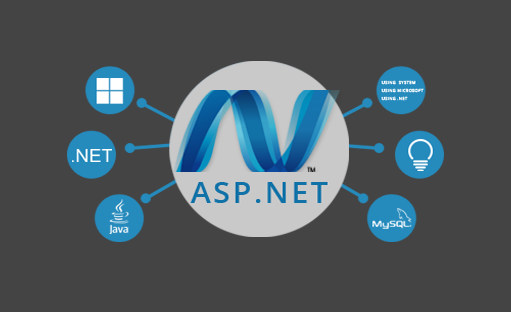 USING SYSTEM
USING MICROSOFT
USING .NET
.NET
TM
ASP.NET
Java
MySQL